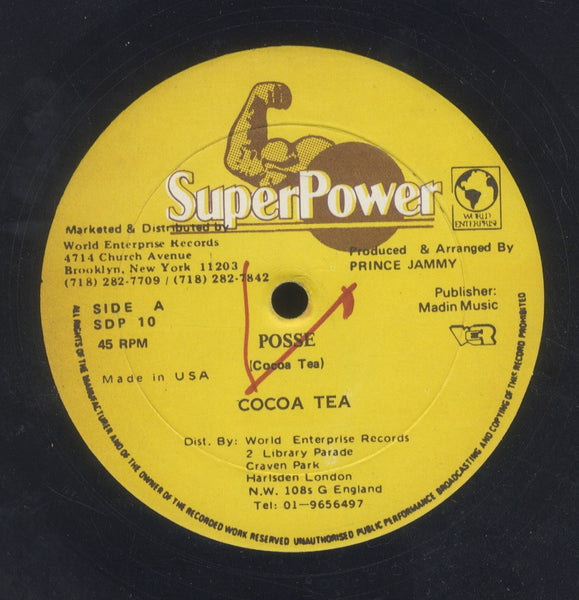 SuperPower
WORLD
ENTERPRISE
Marketed & Distributed by
World Enterprise Records
4714 Church Avenue
Brooklyn, New York 11203
(718) 282-7709 / (718) 282-7842
Produced & Arranged By
PRINCE JAMMY
SIDE A
SDP 10
45 RPM
Publisher:
Madin Music
WER
POSSE
(Cocoa Tea)
Made in USA
COCOA TEA
Dist. By: World Enterprise Records
2 Library Parade
Craven Park
Harlsden London
N.W. 108s G England
Tel: 01-9656497
ALL RIGHTS OF THE MANUFACTURER AND OF THE OWNER OF THE RECORDED WORK RESERVED UNAUTHORISED PUBLIC PERFORMANCE BROADCASTING AND COPYING OF THIS RECORD PROHIBITED